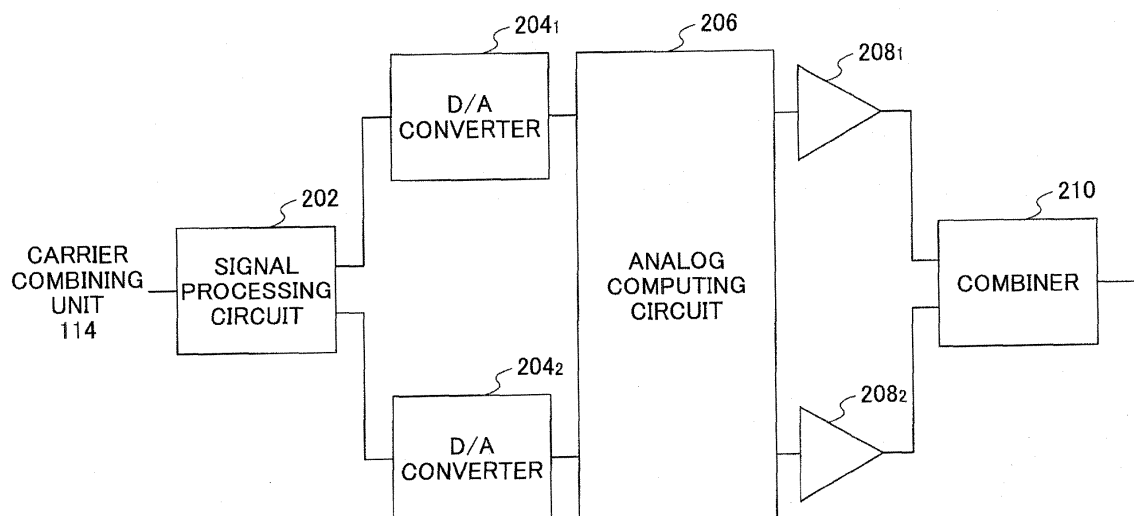 204₁
206
208₁
D/A
CONVERTER
202
210
CARRIER
COMBINING
UNIT
114
SIGNAL
PROCESSING
CIRCUIT
ANALOG
COMPUTING
CIRCUIT
COMBINER
204₂
208₂
D/A
CONVERTER